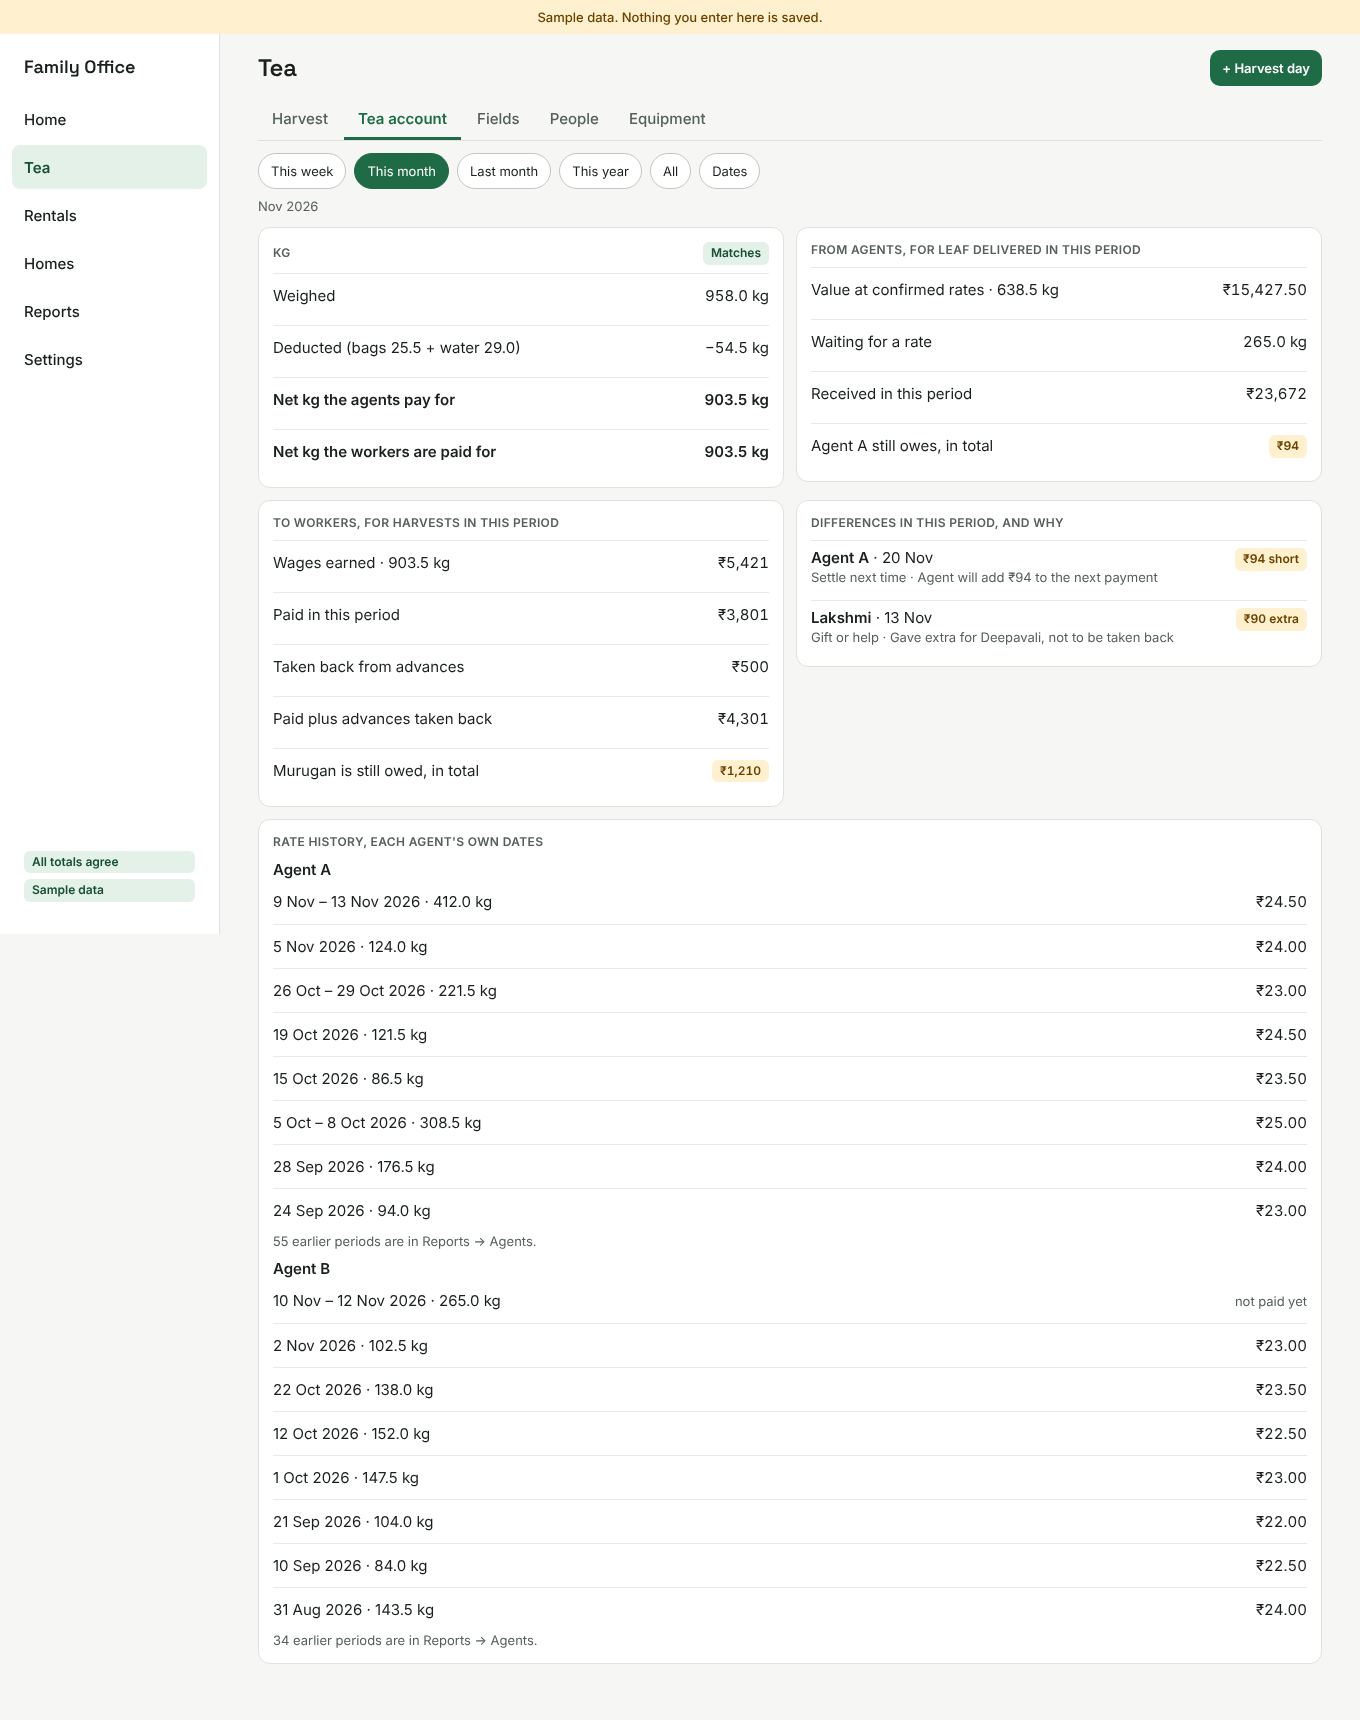 Sample data. Nothing you enter here is saved.
Family Office
Home
Tea
Rentals
Homes
Reports
Settings
All totals agree
Sample data
Tea
+ Harvest day
Harvest
Tea account
Fields
People
Equipment
This week
This month
Last month
This year
All
Dates
Nov 2026
KG
Matches
Weighed 958.0 kg
Deducted (bags 25.5 + water 29.0) −54.5 kg
Net kg the agents pay for 903.5 kg
Net kg the workers are paid for 903.5 kg
FROM AGENTS, FOR LEAF DELIVERED IN THIS PERIOD
Value at confirmed rates · 638.5 kg ₹15,427.50
Waiting for a rate 265.0 kg
Received in this period ₹23,672
Agent A still owes, in total ₹94
TO WORKERS, FOR HARVESTS IN THIS PERIOD
Wages earned · 903.5 kg ₹5,421
Paid in this period ₹3,801
Taken back from advances ₹500
Paid plus advances taken back ₹4,301
Murugan is still owed, in total ₹1,210
DIFFERENCES IN THIS PERIOD, AND WHY
Agent A · 20 Nov ₹94 short
Settle next time · Agent will add ₹94 to the next payment
Lakshmi · 13 Nov ₹90 extra
Gift or help · Gave extra for Deepavali, not to be taken back
RATE HISTORY, EACH AGENT'S OWN DATES
Agent A
9 Nov – 13 Nov 2026 · 412.0 kg ₹24.50
5 Nov 2026 · 124.0 kg ₹24.00
26 Oct – 29 Oct 2026 · 221.5 kg ₹23.00
19 Oct 2026 · 121.5 kg ₹24.50
15 Oct 2026 · 86.5 kg ₹23.50
5 Oct – 8 Oct 2026 · 308.5 kg ₹25.00
28 Sep 2026 · 176.5 kg ₹24.00
24 Sep 2026 · 94.0 kg ₹23.00
55 earlier periods are in Reports → Agents.
Agent B
10 Nov – 12 Nov 2026 · 265.0 kg not paid yet
2 Nov 2026 · 102.5 kg ₹23.00
22 Oct 2026 · 138.0 kg ₹23.50
12 Oct 2026 · 152.0 kg ₹22.50
1 Oct 2026 · 147.5 kg ₹23.00
21 Sep 2026 · 104.0 kg ₹22.00
10 Sep 2026 · 84.0 kg ₹22.50
31 Aug 2026 · 143.5 kg ₹24.00
34 earlier periods are in Reports → Agents.